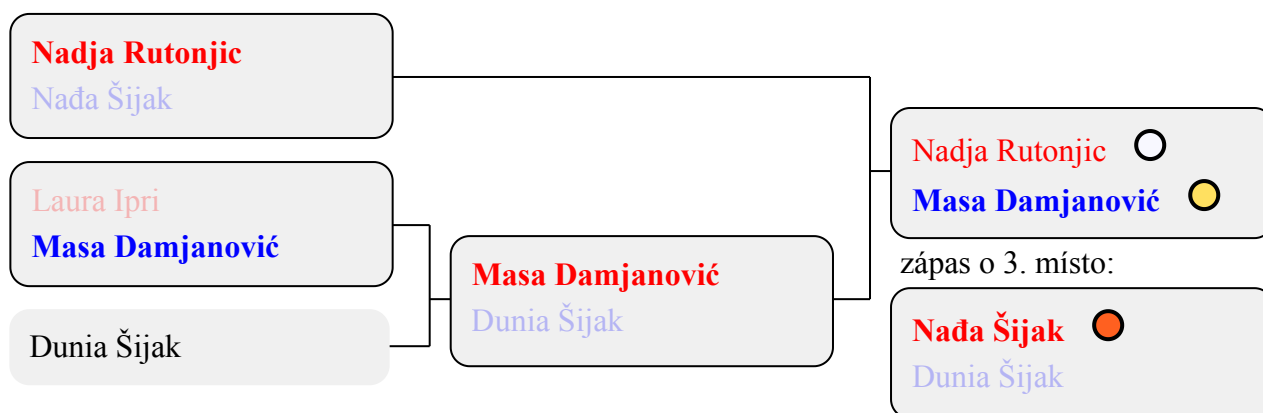 Nadja Rutonjic
Nađa Šijak
Laura Ipri
Masa Damjanović
Dunia Šijak
Masa Damjanović
Dunia Šijak
Nadja Rutonjic
Masa Damjanović
zápas o 3. místo:
Nađa Šijak
Dunia Šijak